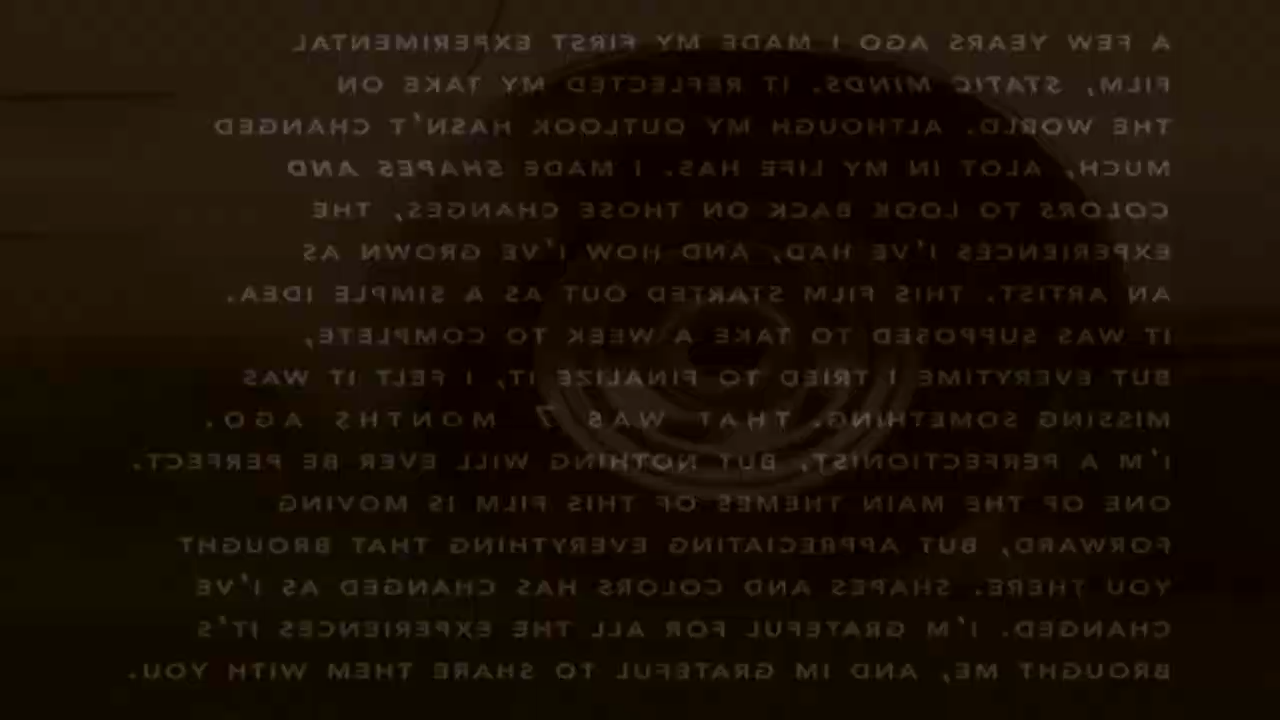 A FEW YEARS AGO I MADE MY FIRST EXPERIMENTAL
FILM, STATIC MINDS. IT REFLECTED MY TAKE ON
THE WORLD. ALTHOUGH MY OUTLOOK HASN'T CHANGED
MUCH, ALOT IN MY LIFE HAS. I MADE SHAPES AND
COLORS TO LOOK BACK ON THOSE CHANGES, THE
EXPERIENCES I'VE HAD, AND HOW I'VE GROWN AS
AN ARTIST. THIS FILM STARTED OUT AS A SIMPLE IDEA.
IT WAS SUPPOSED TO TAKE A WEEK TO COMPLETE,
BUT EVERYTIME I TRIED TO FINALIZE IT, I FELT IT WAS
MISSING SOMETHING. THAT WAS 7 MONTHS AGO.
I'M A PERFECTIONIST, BUT NOTHING WILL EVER BE PERFECT.
ONE OF THE MAIN THEMES OF THIS FILM IS MOVING
FORWARD, BUT APPRECIATING EVERYTHING THAT BROUGHT
YOU THERE. SHAPES AND COLORS HAS CHANGED AS I'VE
CHANGED. I'M GRATEFUL FOR ALL THE EXPERIENCES IT'S
BROUGHT ME, AND IM GRATEFUL TO SHARE THEM WITH YOU.